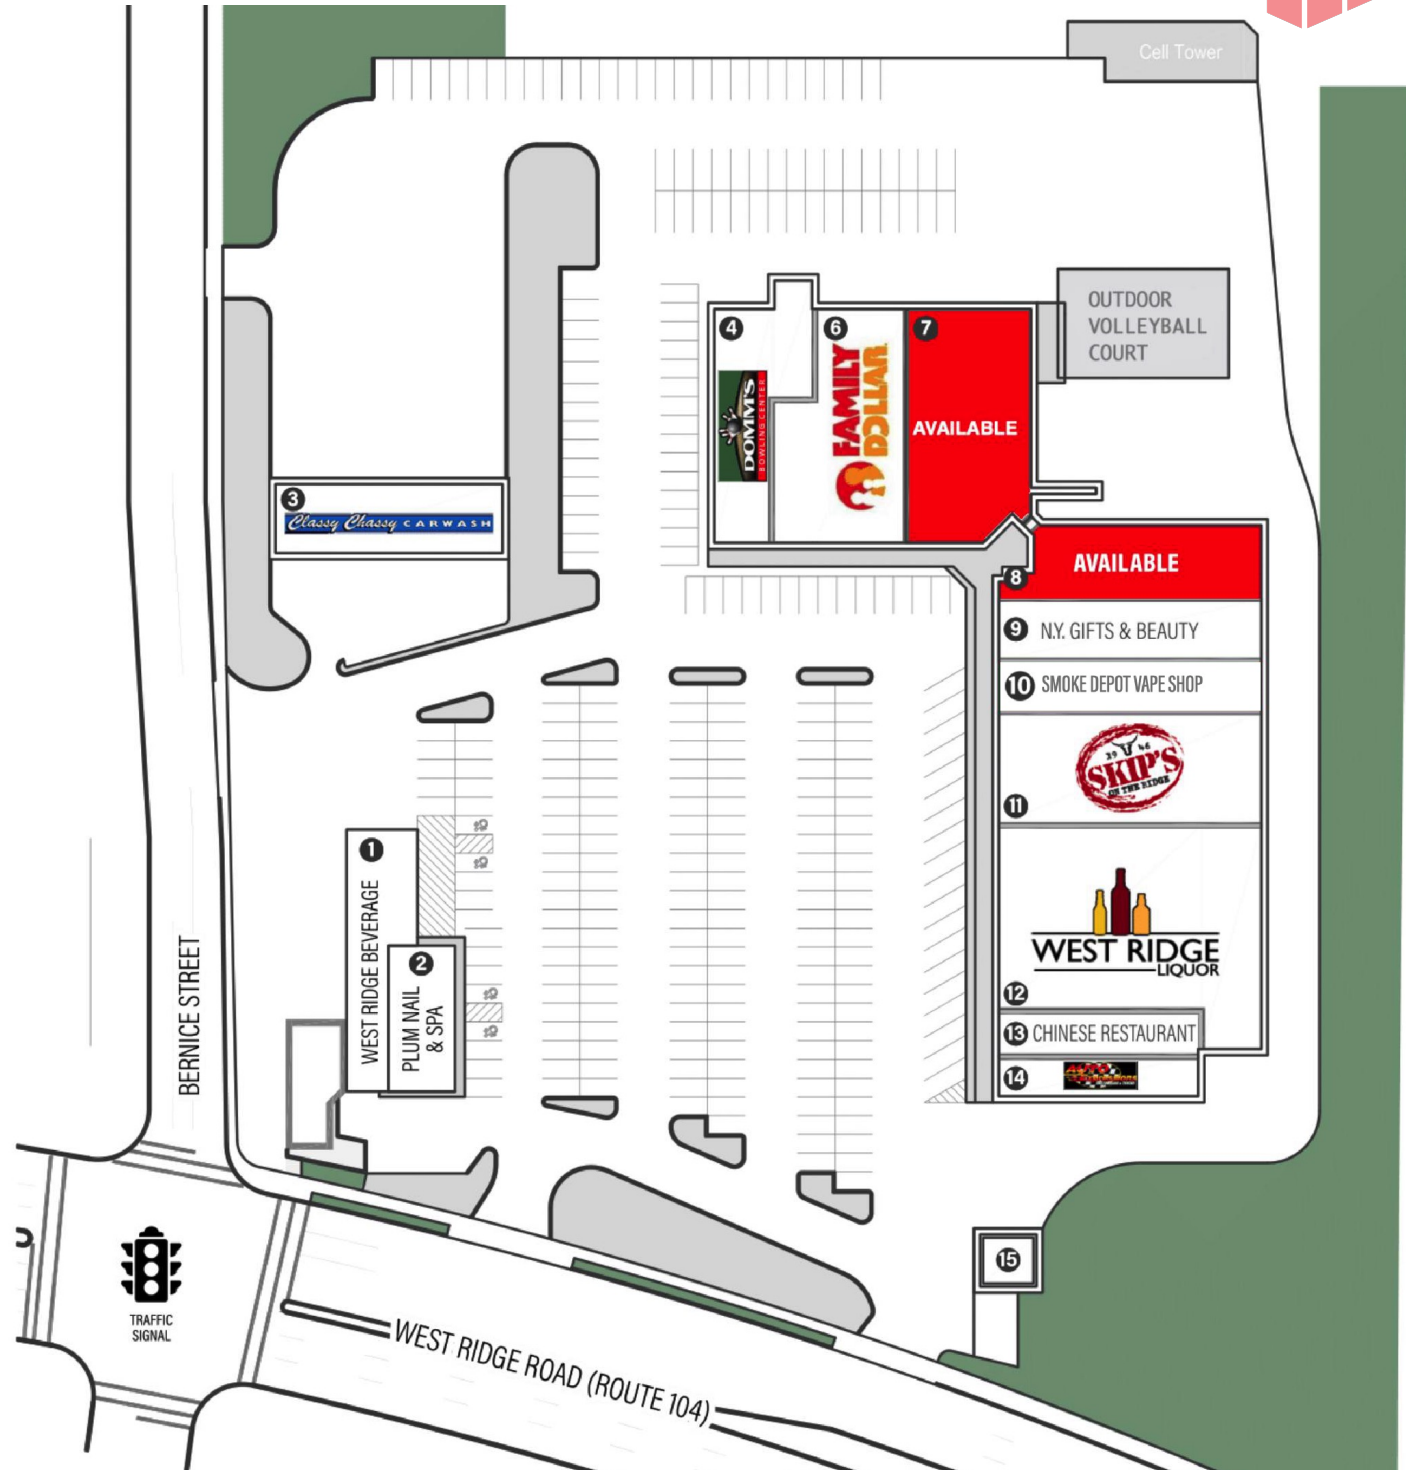 Cell Tower
OUTDOOR
VOLLEYBALL
COURT
4
6
7
DOMM'S
BOWLING CENTER
FAMILY
DOLLAR
AVAILABLE
3
Classy Chassy CARWASH
AVAILABLE
8
9 N.Y. GIFTS & BEAUTY
10 SMOKE DEPOT VAPE SHOP
19 46
SKIP'S
ON THE RIDGE
11
1
WEST RIDGE BEVERAGE
2
PLUM NAIL
& SPA
WEST RIDGE
LIQUOR
12
13 CHINESE RESTAURANT
14
AUTO
BERNICE STREET
15
TRAFFIC
SIGNAL
WEST RIDGE ROAD (ROUTE 104)